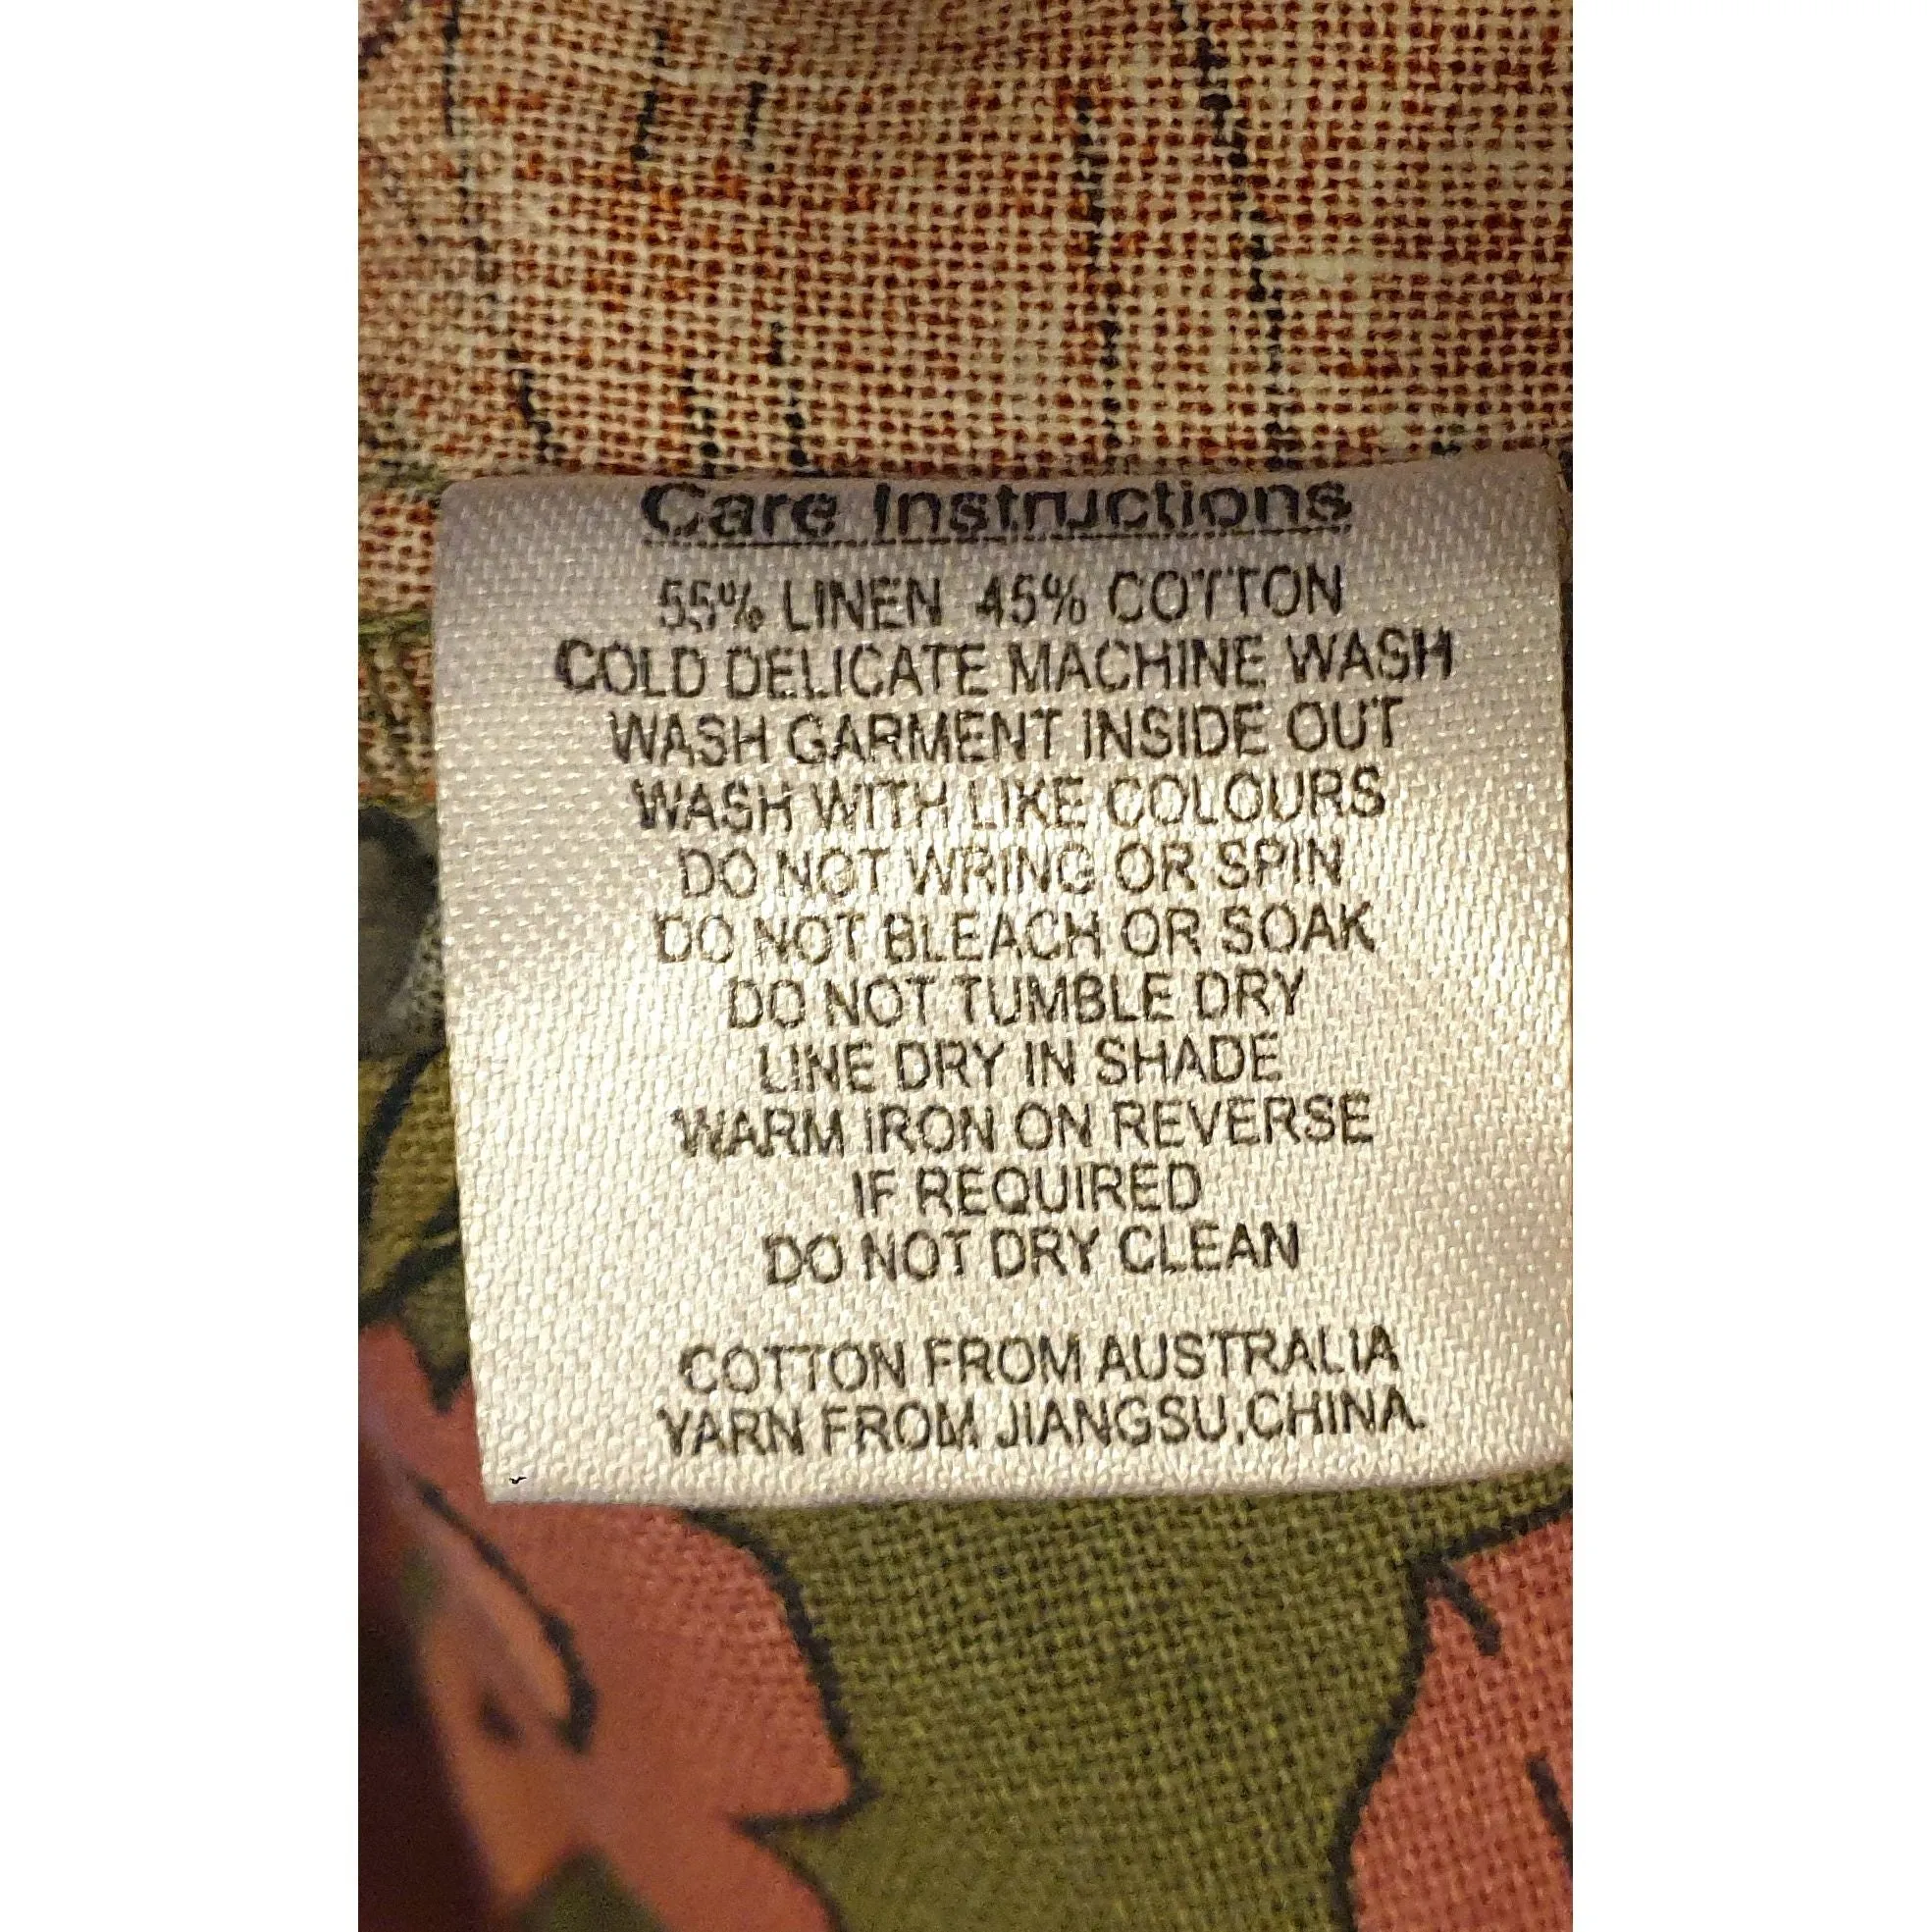 Care Instructions
55% LINEN 45% COTTON
COLD DELICATE MACHINE WASH
WASH GARMENT INSIDE OUT
WASH WITH LIKE COLOURS
DO NOT WRING OR SPIN
DO NOT BLEACH OR SOAK
DO NOT TUMBLE DRY
LINE DRY IN SHADE
WARM IRON ON REVERSE
IF REQUIRED
DO NOT DRY CLEAN
COTTON FROM AUSTRALIA
YARN FROM JIANGSU,CHINA.